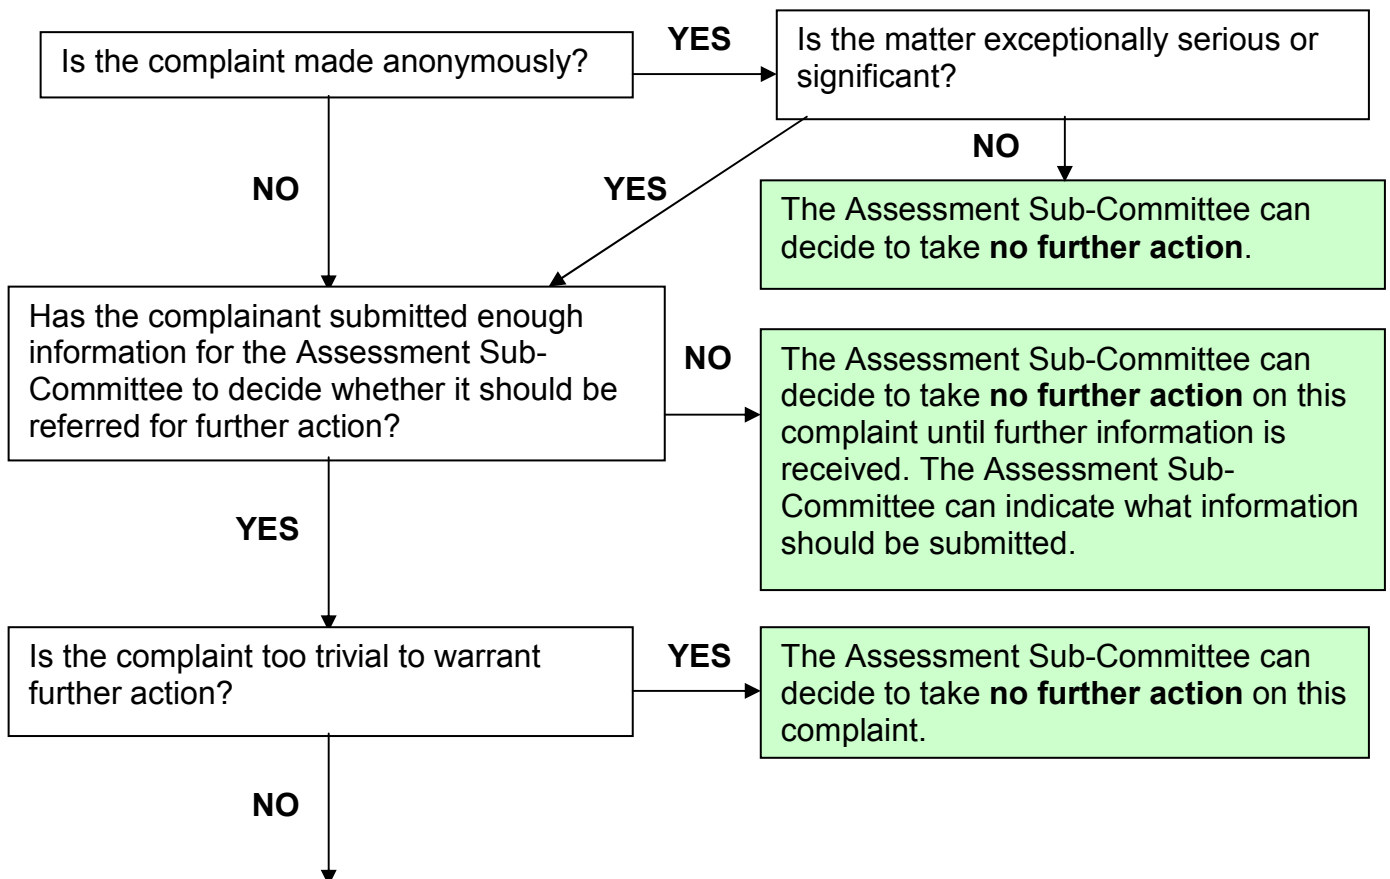 Is the complaint made anonymously?
YES
Is the matter exceptionally serious or
significant?
NO
YES
NO
The Assessment Sub-Committee can
decide to take no further action.
Has the complainant submitted enough
information for the Assessment Sub-
Committee to decide whether it should be
referred for further action?
NO
The Assessment Sub-Committee can
decide to take no further action on this
complaint until further information is
received. The Assessment Sub-
Committee can indicate what information
should be submitted.
YES
Is the complaint too trivial to warrant
further action?
YES
The Assessment Sub-Committee can
decide to take no further action on this
complaint.
NO